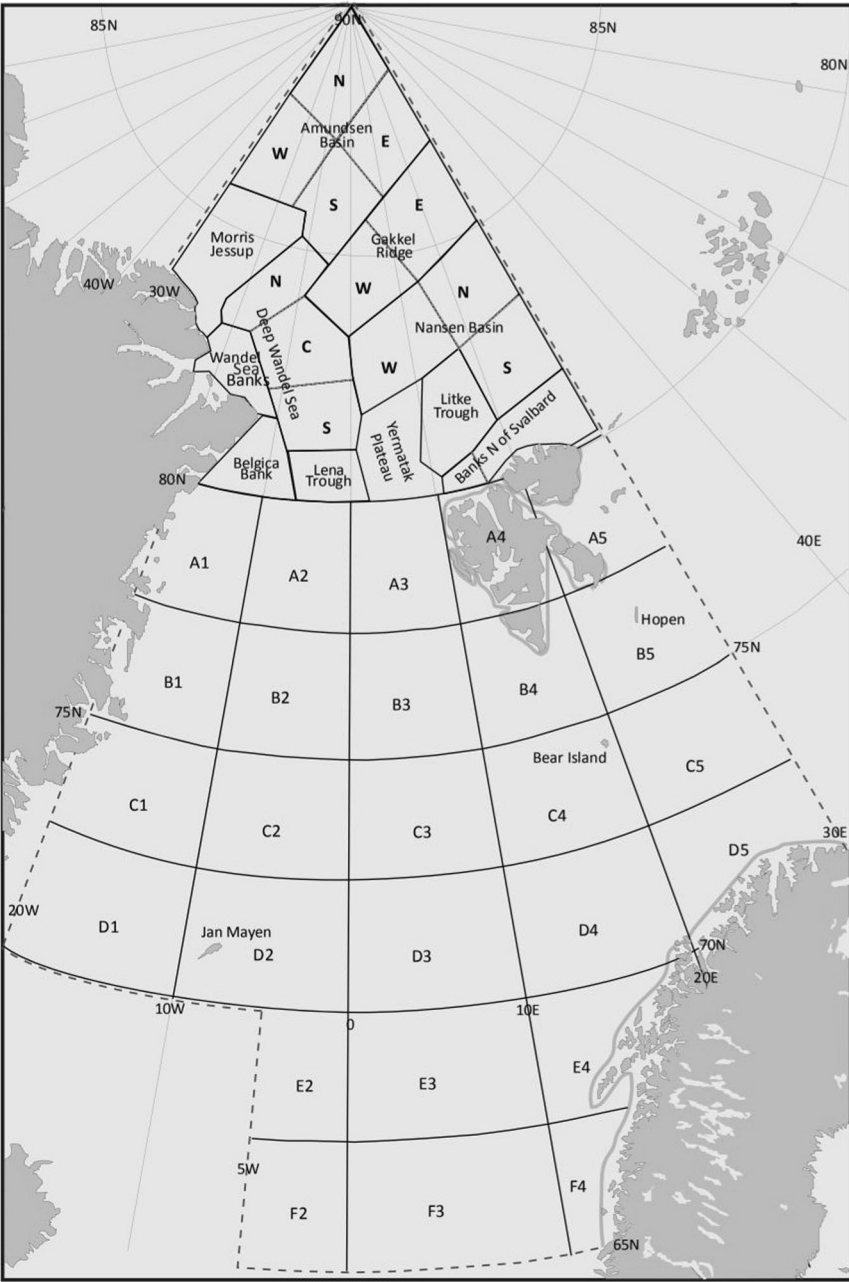 90N
85N
85N
80N
N
Amundsen
Basin
W
E
S
E
Morris
Jessup
Gakkel
Ridge
40W
30W
N
W
N
Deep Wandel Sea
Nansen Basin
C
Wandel
Sea
Banks
W
S
Litke
Trough
Banks N of Svalbard
S
Yermatak
Plateau
Belgica
Bank
Lena
Trough
80N
A1
A2
A3
A4
A5
40E
Hopen
75N
B1
B2
B3
B4
B5
75N
Bear Island
C1
C2
C3
C4
C5
30E
D5
20W
D1
Jan Mayen
D2
D3
D4
70N
20E
10W
0
10E
E2
E3
E4
5W
F2
F3
F4
65N